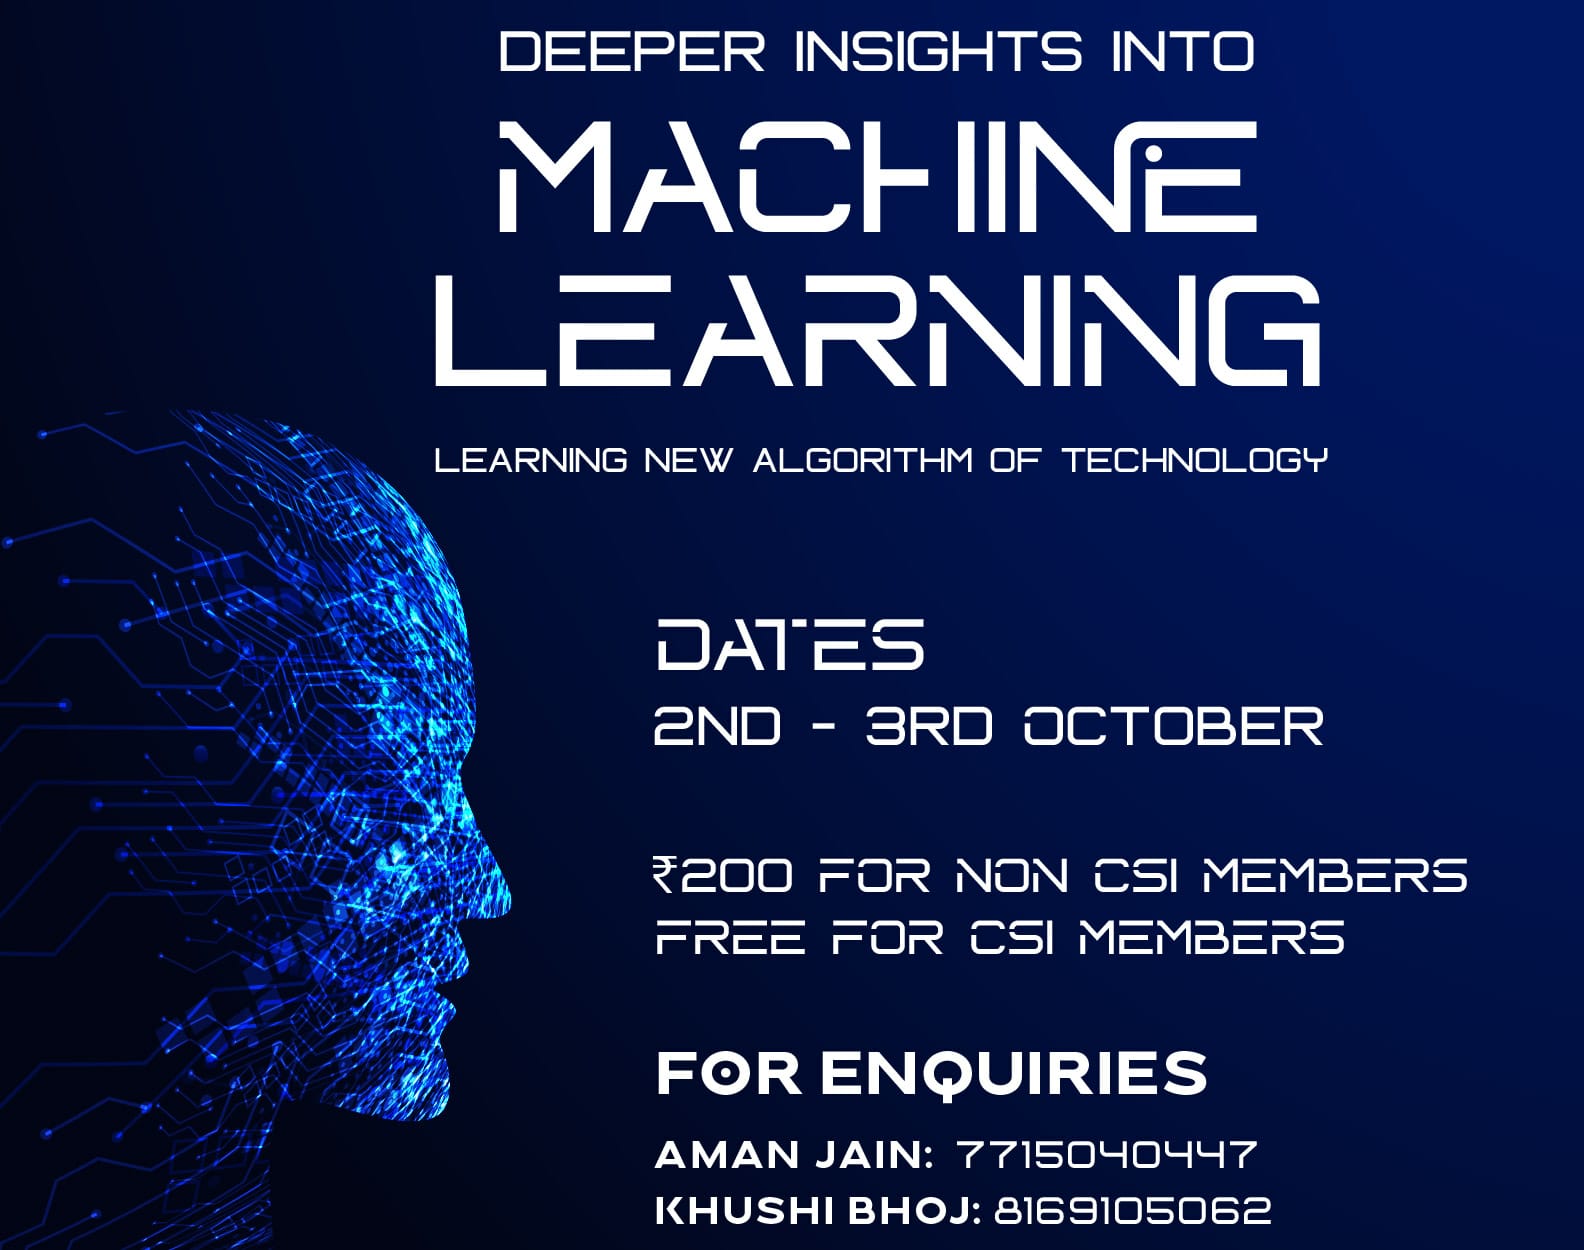 DEEPER INSIGHTS INTO
MACHINE
LEARNING
LEARNING NEW ALGORITHM OF TECHNOLOGY
DATES
2ND - 3RD OCTOBER
₹200 FOR NON CSI MEMBERS
FREE FOR CSI MEMBERS
FOR ENQUIRIES
AMAN JAIN: 7715040447
KHUSHI BHOJ: 8169105062